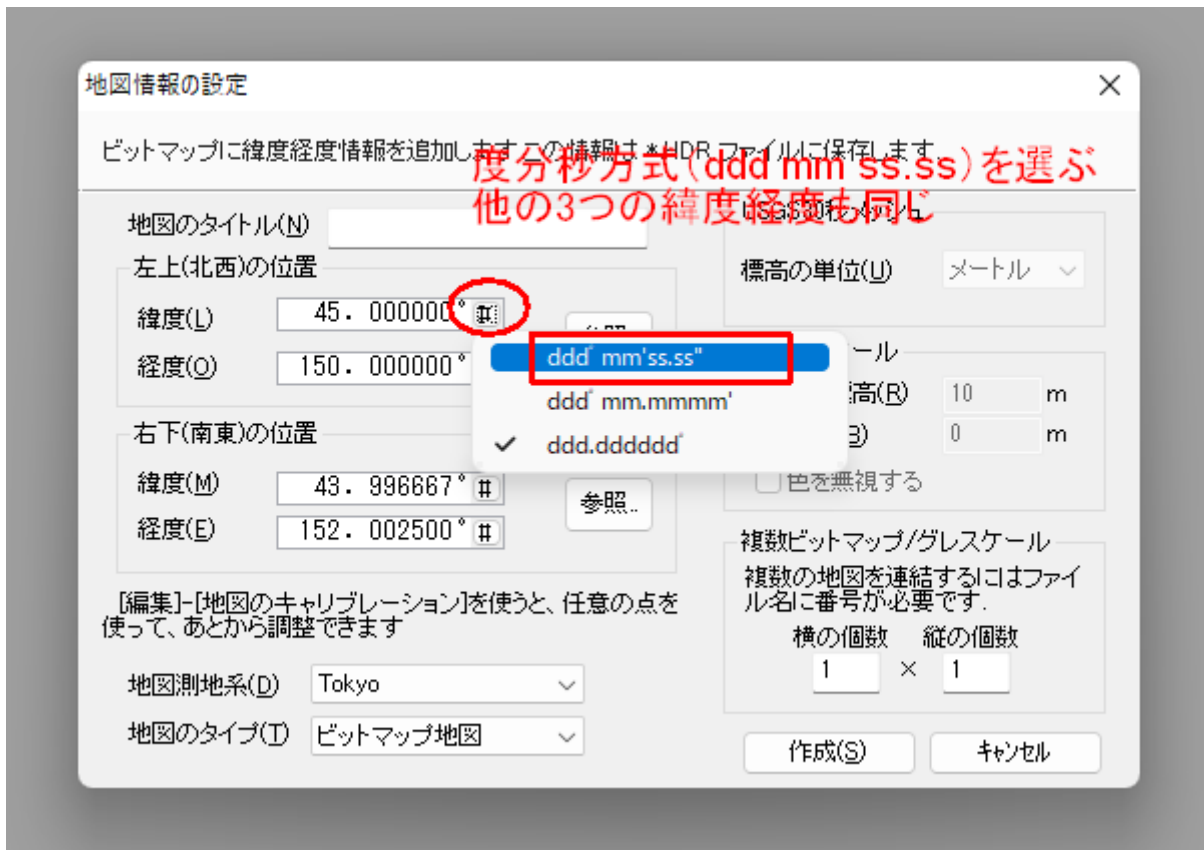 地図情報の設定
ビットマップに緯度経度情報を追加します.この情報は *.HDR ファイルに保存します.
度分秒方式(ddd mm ss.ss)を選ぶ
他の3つの緯度経度も同じ
地図のタイトル(N)
左上(北西)の位置
緯度(L) 45. 000000°
経度(O) 150. 000000°
ddd°mm'ss.ss"
ddd°mm.mmmm'
✓ ddd.dddddd°
右下(南東)の位置
緯度(M) 43. 996667° #
経度(E) 152. 002500° #
参照..
[編集]-[地図のキャリブレーション]を使うと、任意の点を
使って、あとから調整できます
地図測地系(D) Tokyo
地図のタイプ(T) ビットマップ地図
標高の単位(U) メートル
ール
高(R) 10 m
0 m
色を無視する
複数ビットマップ/グレスケール
複数の地図を連結するにはファイ
ル名に番号が必要です.
横の個数 縦の個数
1 × 1
作成(S) キャンセル